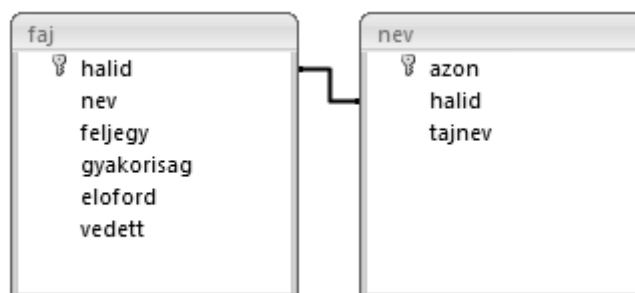 faj
halid
nev
feljegy
gyakorisag
eloford
vedett
nev
azon
halid
tajnev